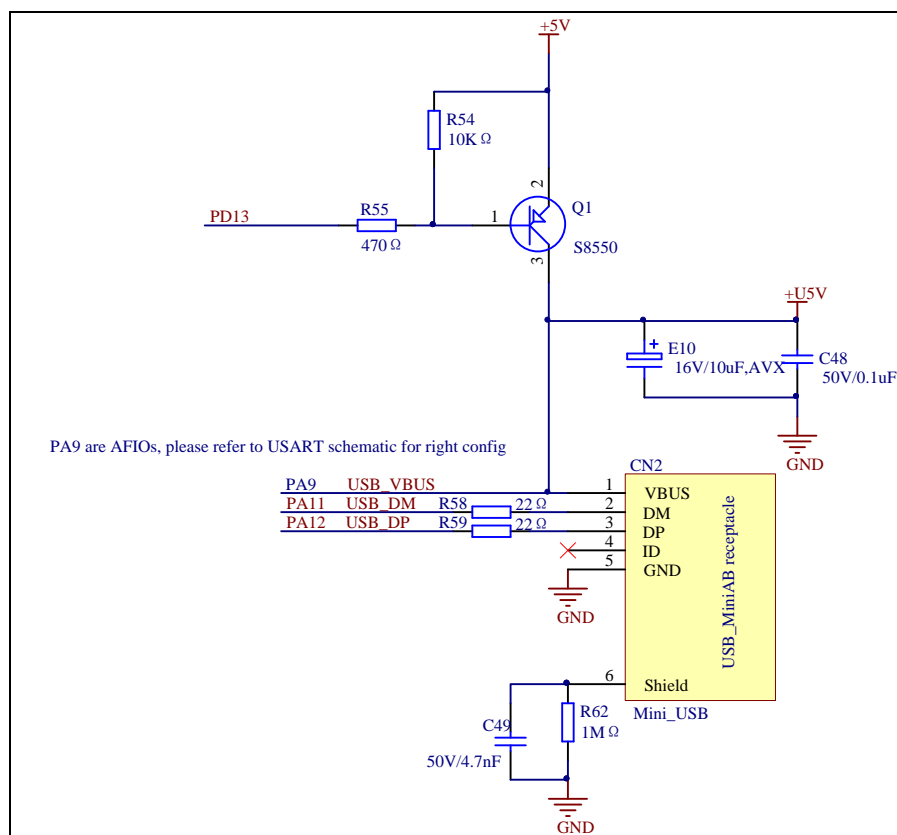 +5V
R54
10K Ω
2
Q1
PD13
R55
1
470 Ω
S8550
3
+U5V
E10
16V/10uF,AVX
C48
50V/0.1uF
PA9 are AFIOs, please refer to USART schematic for right config
GND
CN2
PA9 USB_VBUS 1 VBUS
PA11 USB_DM R58 22 Ω 2 DM
PA12 USB_DP R59 22 Ω 3 DP
4 ID
5 GND
GND
USB_MiniAB receptacle
6 Shield
Mini_USB
C49
R62
1M Ω
50V/4.7nF
GND